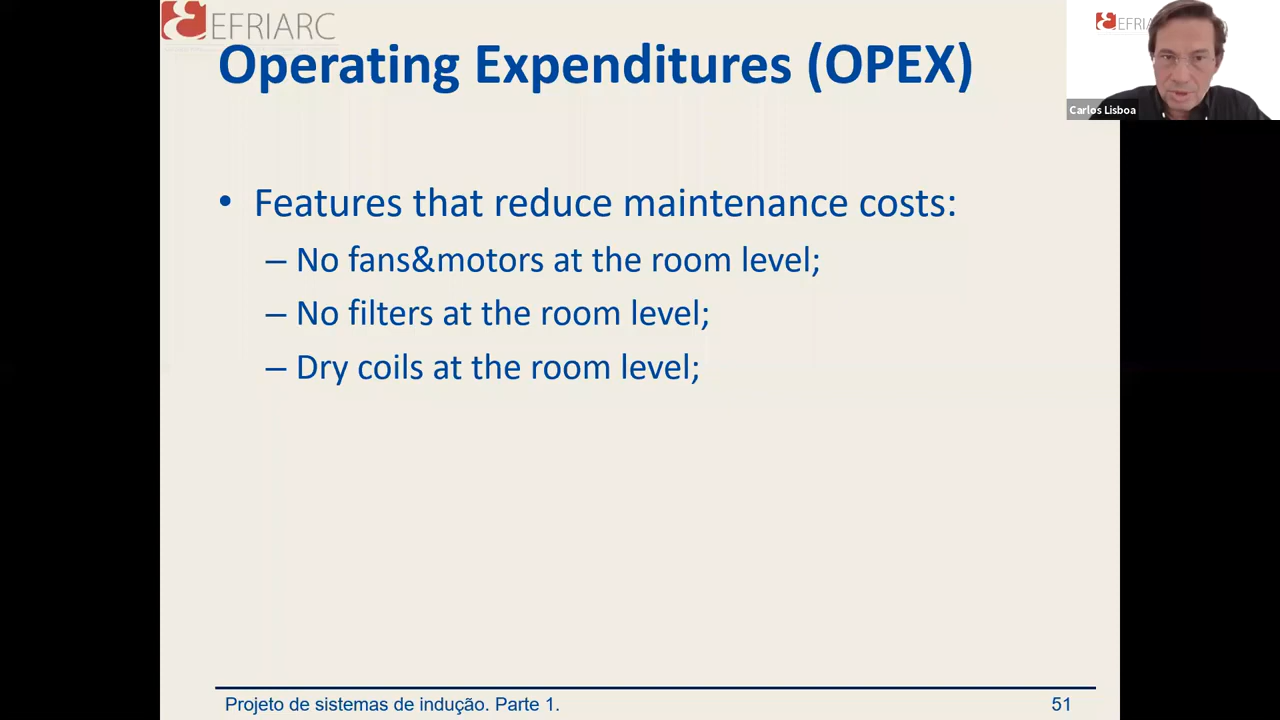 EFRIARC
Operating Expenditures (OPEX)
• Features that reduce maintenance costs:
– No fans&motors at the room level;
– No filters at the room level;
– Dry coils at the room level;
Projeto de sistemas de indução. Parte 1.
51
Carlos Lisboa